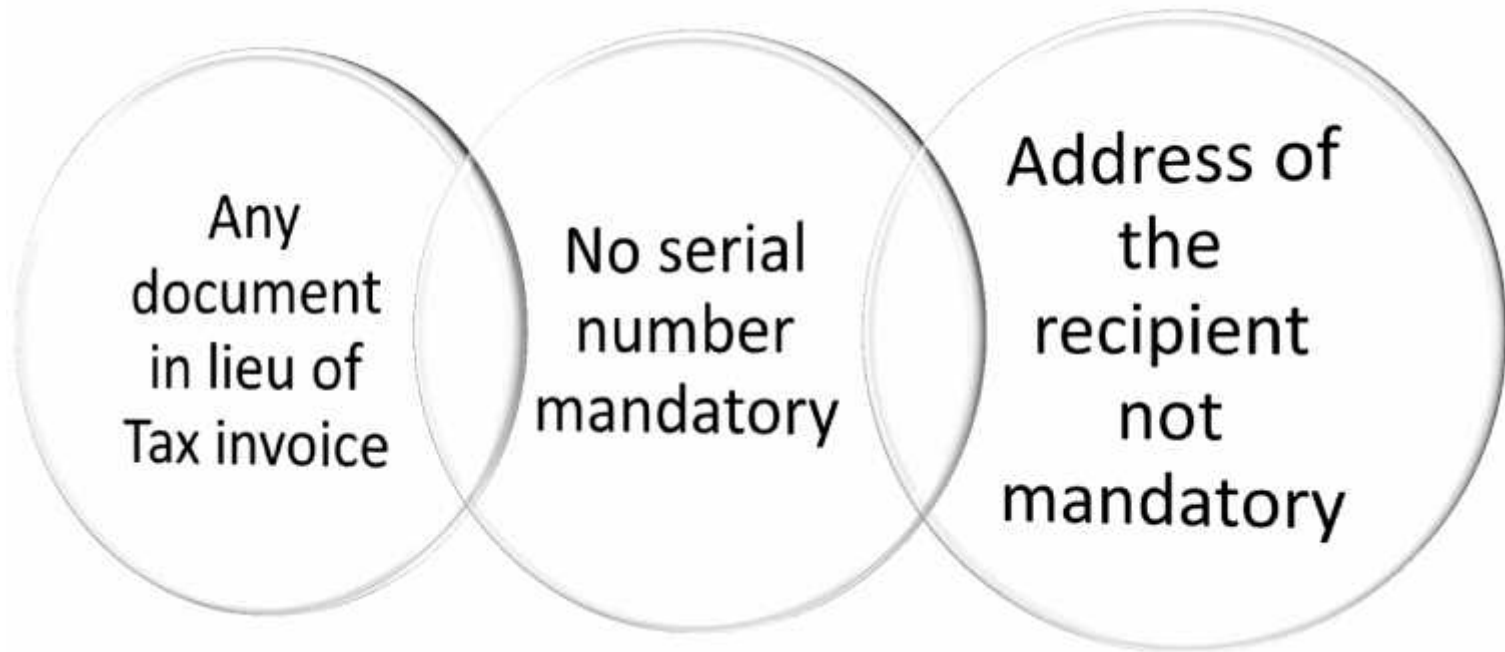 Any
document
in lieu of
Tax invoice
No serial
number
mandatory
Address of
the
recipient
not
mandatory